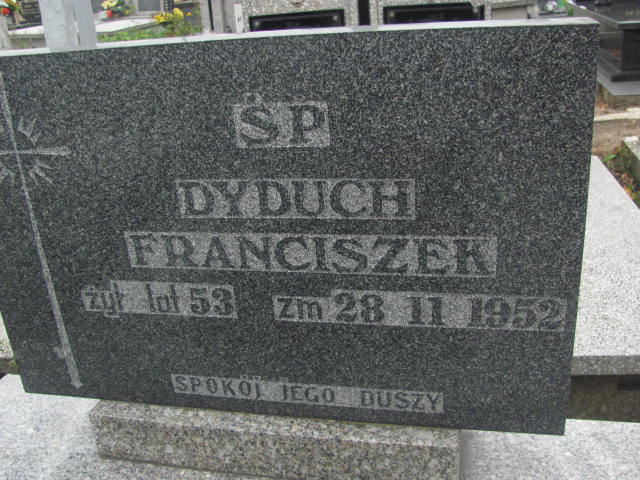 ŚP
DYDUCH
FRANCISZEK
żył lat 53 zm 28 11 1952
SPOKÓJ JEGO DUSZY